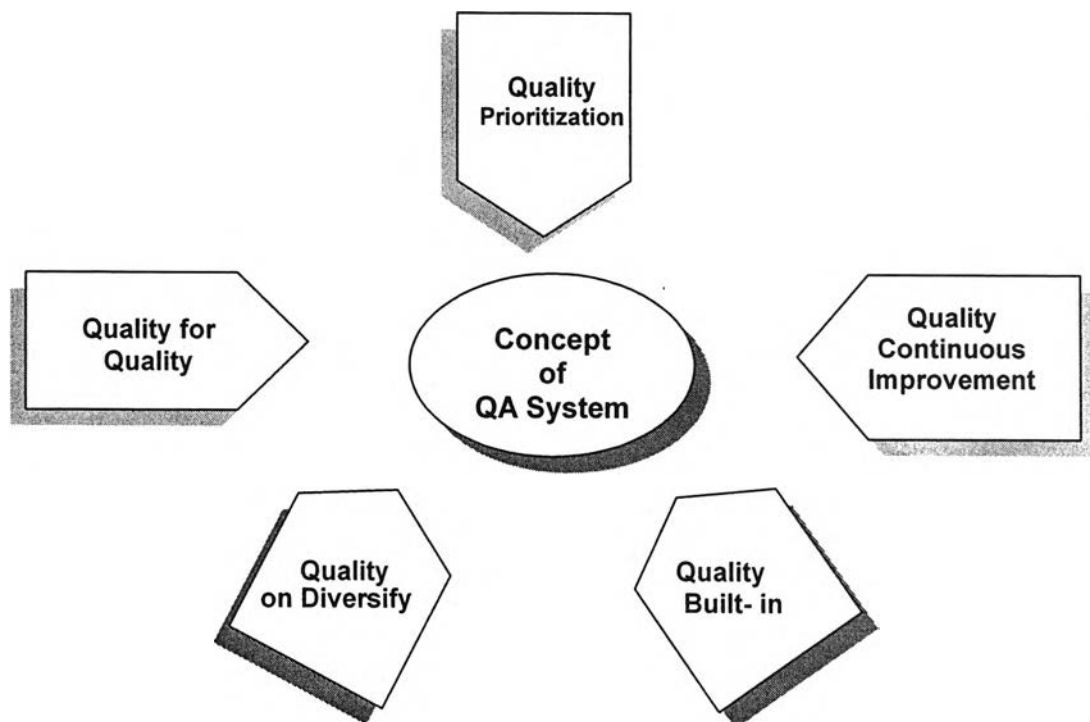 Quality
Prioritization
Quality for
Quality
Concept
of
QA System
Quality
Continuous
Improvement
Quality
on Diversify
Quality
Built- in